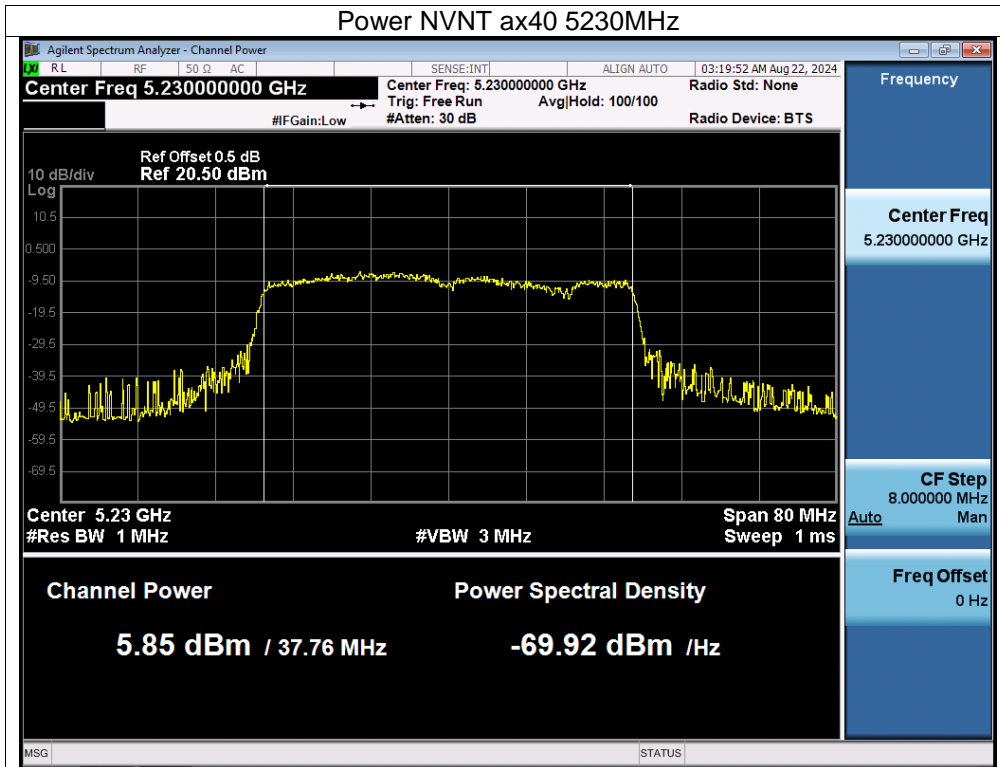 Power NVNT ax40 5230MHz
Agilent Spectrum Analyzer - Channel Power
LXI RL RF 50 Ω AC SENSE:INT ALIGN AUTO 03:19:52 AM Aug 22, 2024
Center Freq 5.230000000 GHz
Center Freq: 5.230000000 GHz Radio Std: None
Trig: Free Run Avg|Hold: 100/100
#IFGain:Low #Atten: 30 dB Radio Device: BTS
Ref Offset 0.5 dB
10 dB/div Ref 20.50 dBm
Log
10.5
0.500
-9.50
-19.5
-29.5
-39.5
-49.5
-59.5
-69.5
Center 5.23 GHz Span 80 MHz
#Res BW 1 MHz #VBW 3 MHz Sweep 1 ms
Channel Power Power Spectral Density
5.85 dBm / 37.76 MHz -69.92 dBm /Hz
Frequency
Center Freq
5.230000000 GHz
CF Step
8.000000 MHz
Auto Man
Freq Offset
0 Hz
MSG STATUS